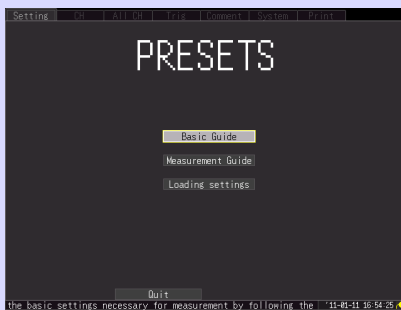 Setting CH All CH Trig Comment System Print
PRESETS
Basic Guide
Measurement Guide
Loading settings
Quit
the basic settings necessary for measurement by following the '11-01-11 16:54:25